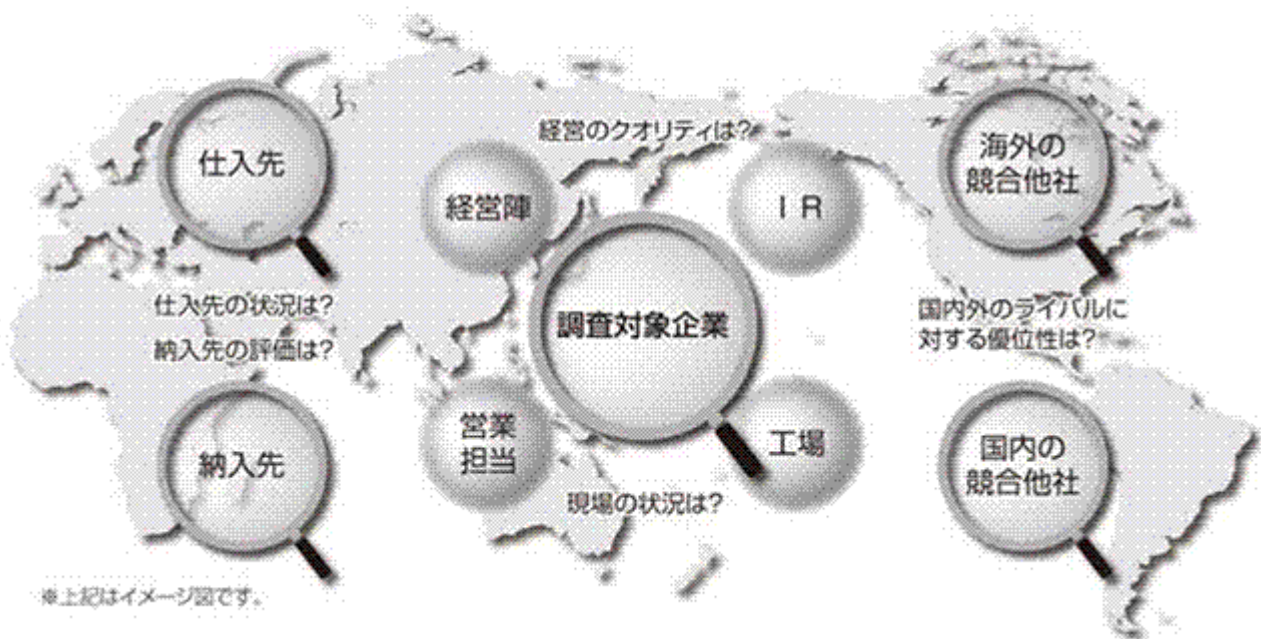 仕入先
仕入先の状況は?
納入先の評価は?
納入先
経営のクオリティは?
経営陣
IR
調査対象企業
営業
担当
工場
現場の状況は?
海外の
競合他社
国内外のライバルに
対する優位性は?
国内の
競合他社
※上記はイメージ図です。